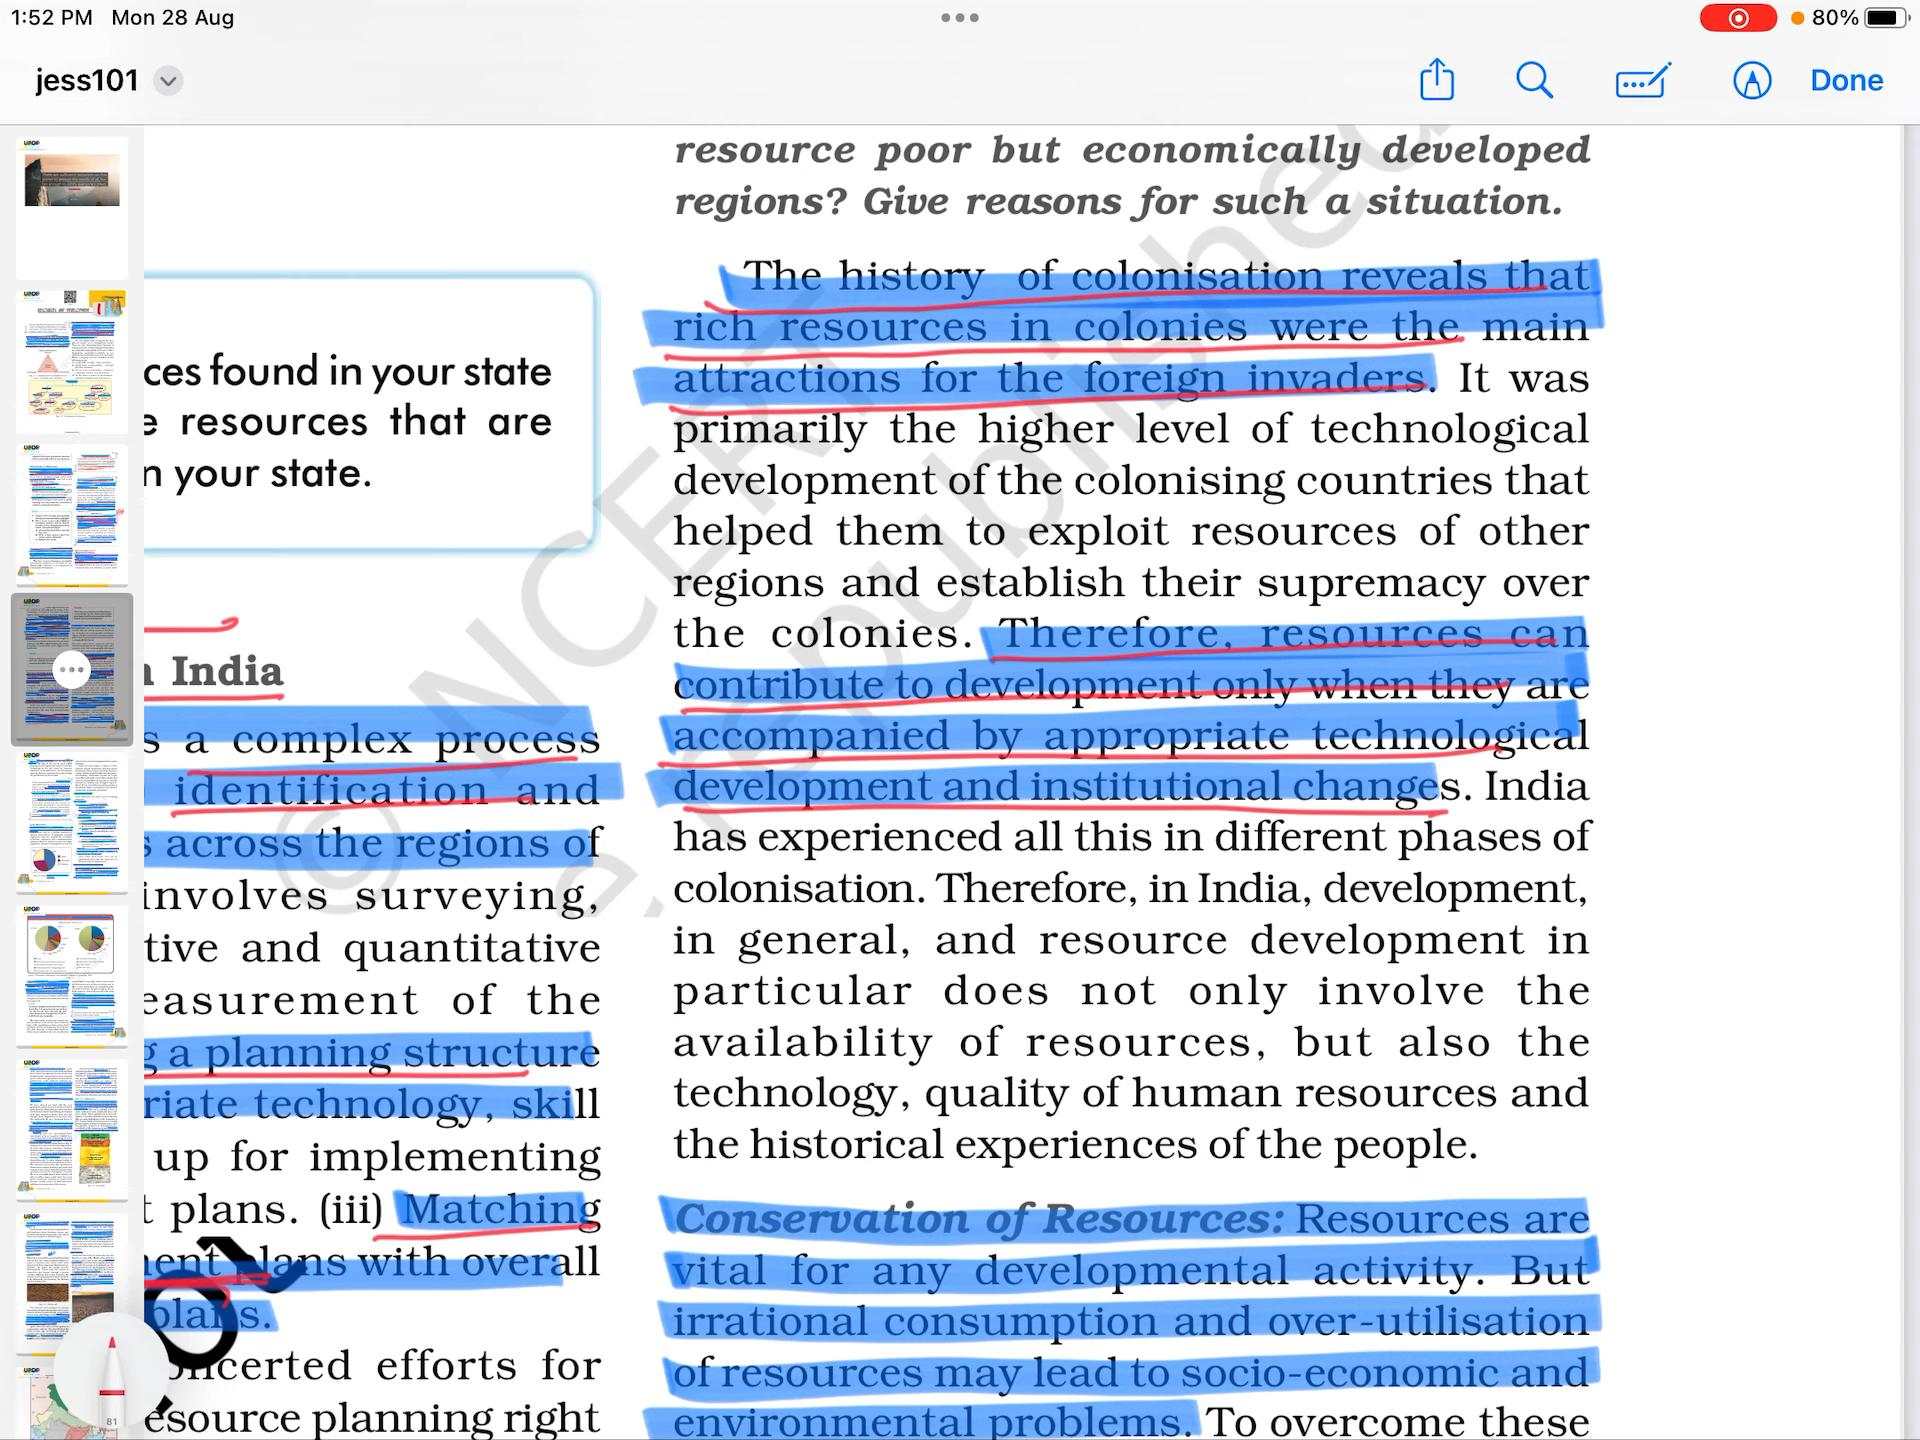 1:52 PM Mon 28 Aug
80%
jess101
Done
resource poor but economically developed
regions? Give reasons for such a situation.
ces found in your state
e resources that are
n your state.
India
s a complex process
identification and
s across the regions of
involves surveying,
tive and quantitative
easurement of the
g a planning structure
riate technology, skill
up for implementing
t plans. (iii) Matching
ent plans with overall
plans.
ncerted efforts for
esource planning right
The history of colonisation reveals that
rich resources in colonies were the main
attractions for the foreign invaders. It was
primarily the higher level of technological
development of the colonising countries that
helped them to exploit resources of other
regions and establish their supremacy over
the colonies. Therefore, resources can
contribute to development only when they are
accompanied by appropriate technological
development and institutional changes. India
has experienced all this in different phases of
colonisation. Therefore, in India, development,
in general, and resource development in
particular does not only involve the
availability of resources, but also the
technology, quality of human resources and
the historical experiences of the people.
Conservation of Resources: Resources are
vital for any developmental activity. But
irrational consumption and over-utilisation
of resources may lead to socio-economic and
environmental problems. To overcome these
© NCERT
republished
81